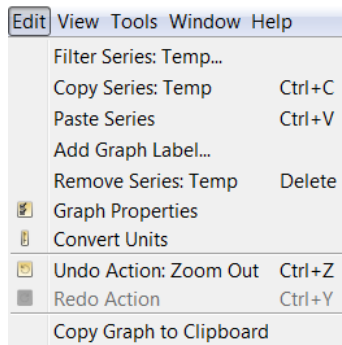 Edit View Tools Window Help
Filter Series: Temp...
Copy Series: Temp Ctrl+C
Paste Series Ctrl+V
Add Graph Label...
Remove Series: Temp Delete
Graph Properties
Convert Units
Undo Action: Zoom Out Ctrl+Z
Redo Action Ctrl+Y
Copy Graph to Clipboard